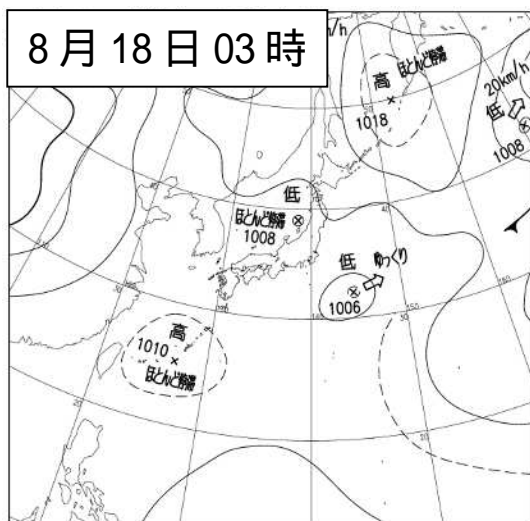 8月18日03時
m/h
高 ほとんど停滞
1018
20km/h
低
1008
低
ほとんど停滞
1008
低 ゆっくり
1006
高
1010
ほとんど停滞